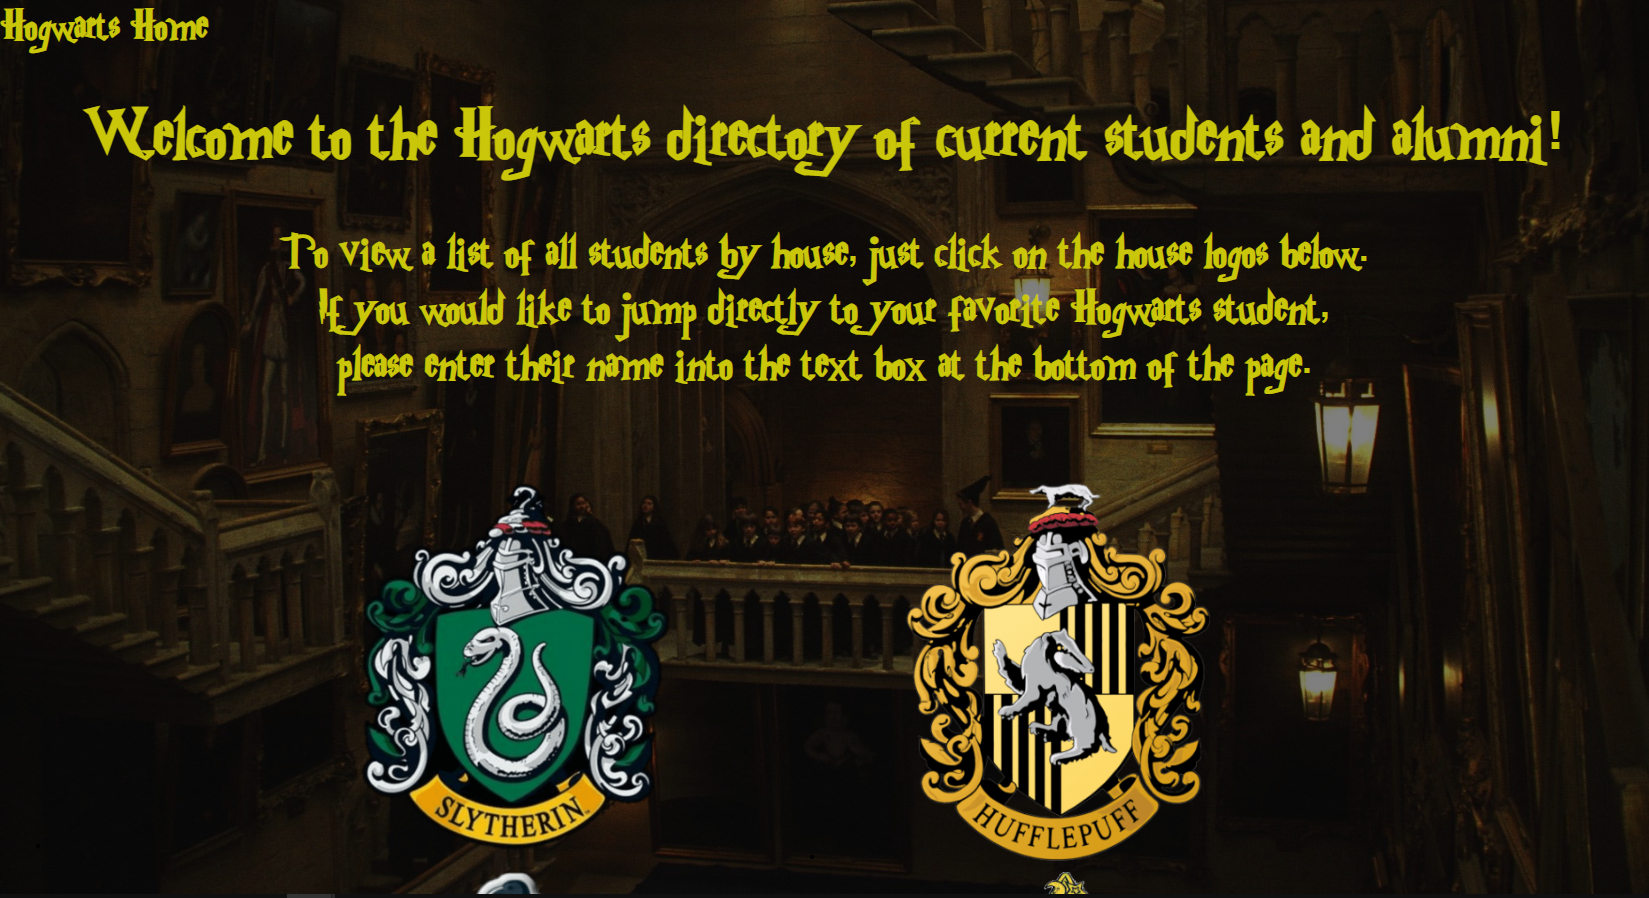 Hogwarts Home
Welcome to the Hogwarts directory of current students and alumni!
To view a list of all students by house, just click on the house logos below.
If you would like to jump directly to your favorite Hogwarts student,
please enter their name into the text box at the bottom of the page.
SLYTHERIN
HUFFLEPUFF